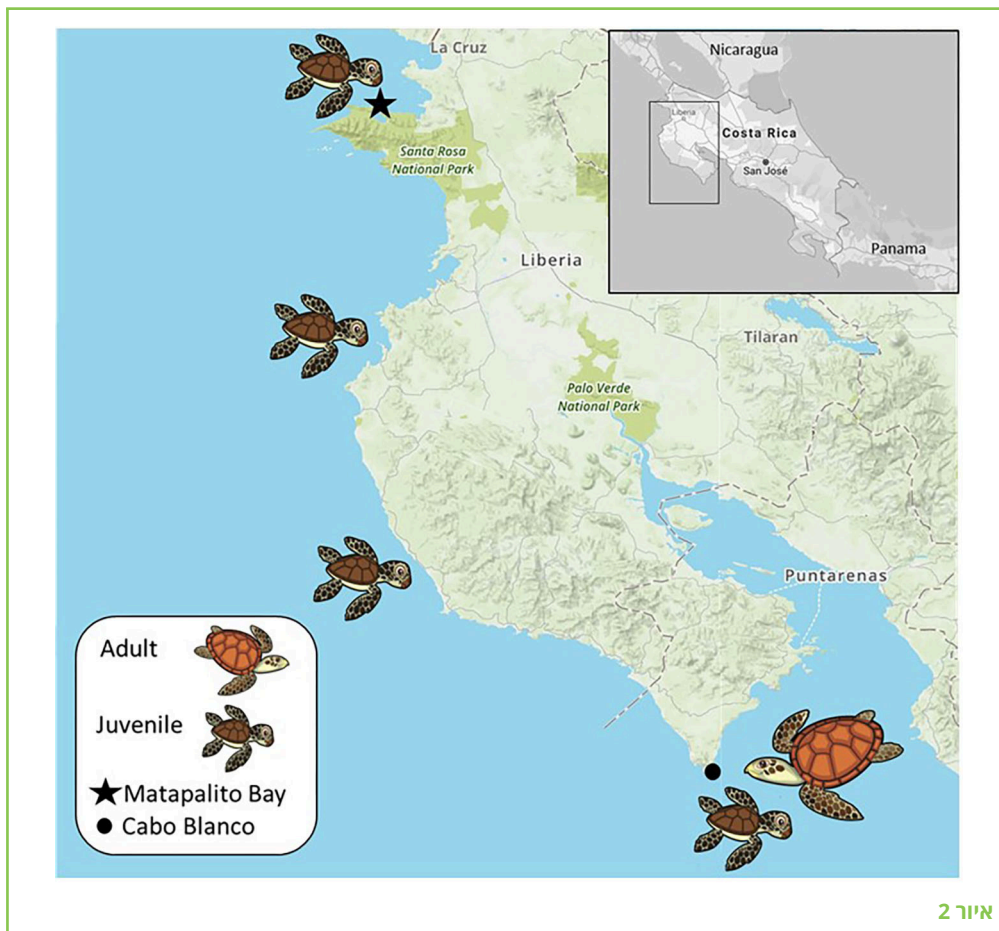 La Cruz
Santa Rosa
National Park
Liberia
Palo Verde
National Park
Tilaran
Puntarenas
Nicaragua
Liberia
Costa Rica
San José
Panama
Adult
Juvenile
Matapalito Bay
Cabo Blanco
איור 2